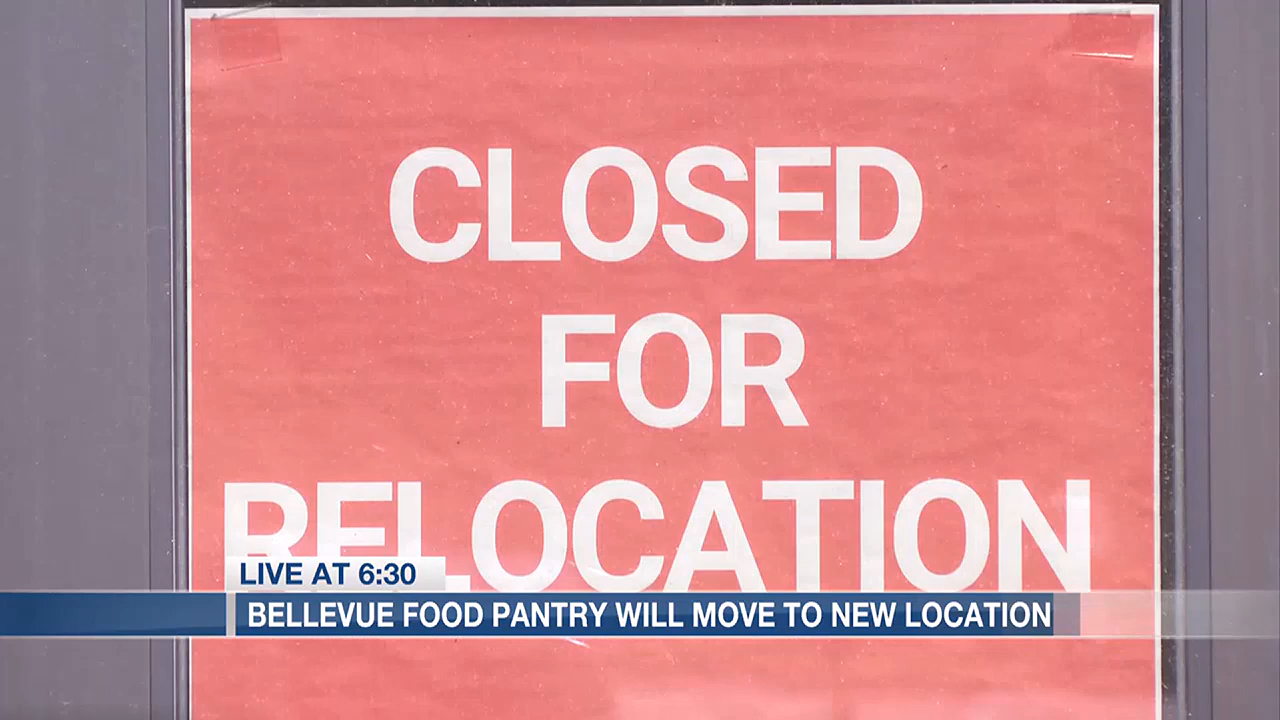 CLOSED
FOR
RELOCATION
LIVE AT 6:30
BELLEVUE FOOD PANTRY WILL MOVE TO NEW LOCATION